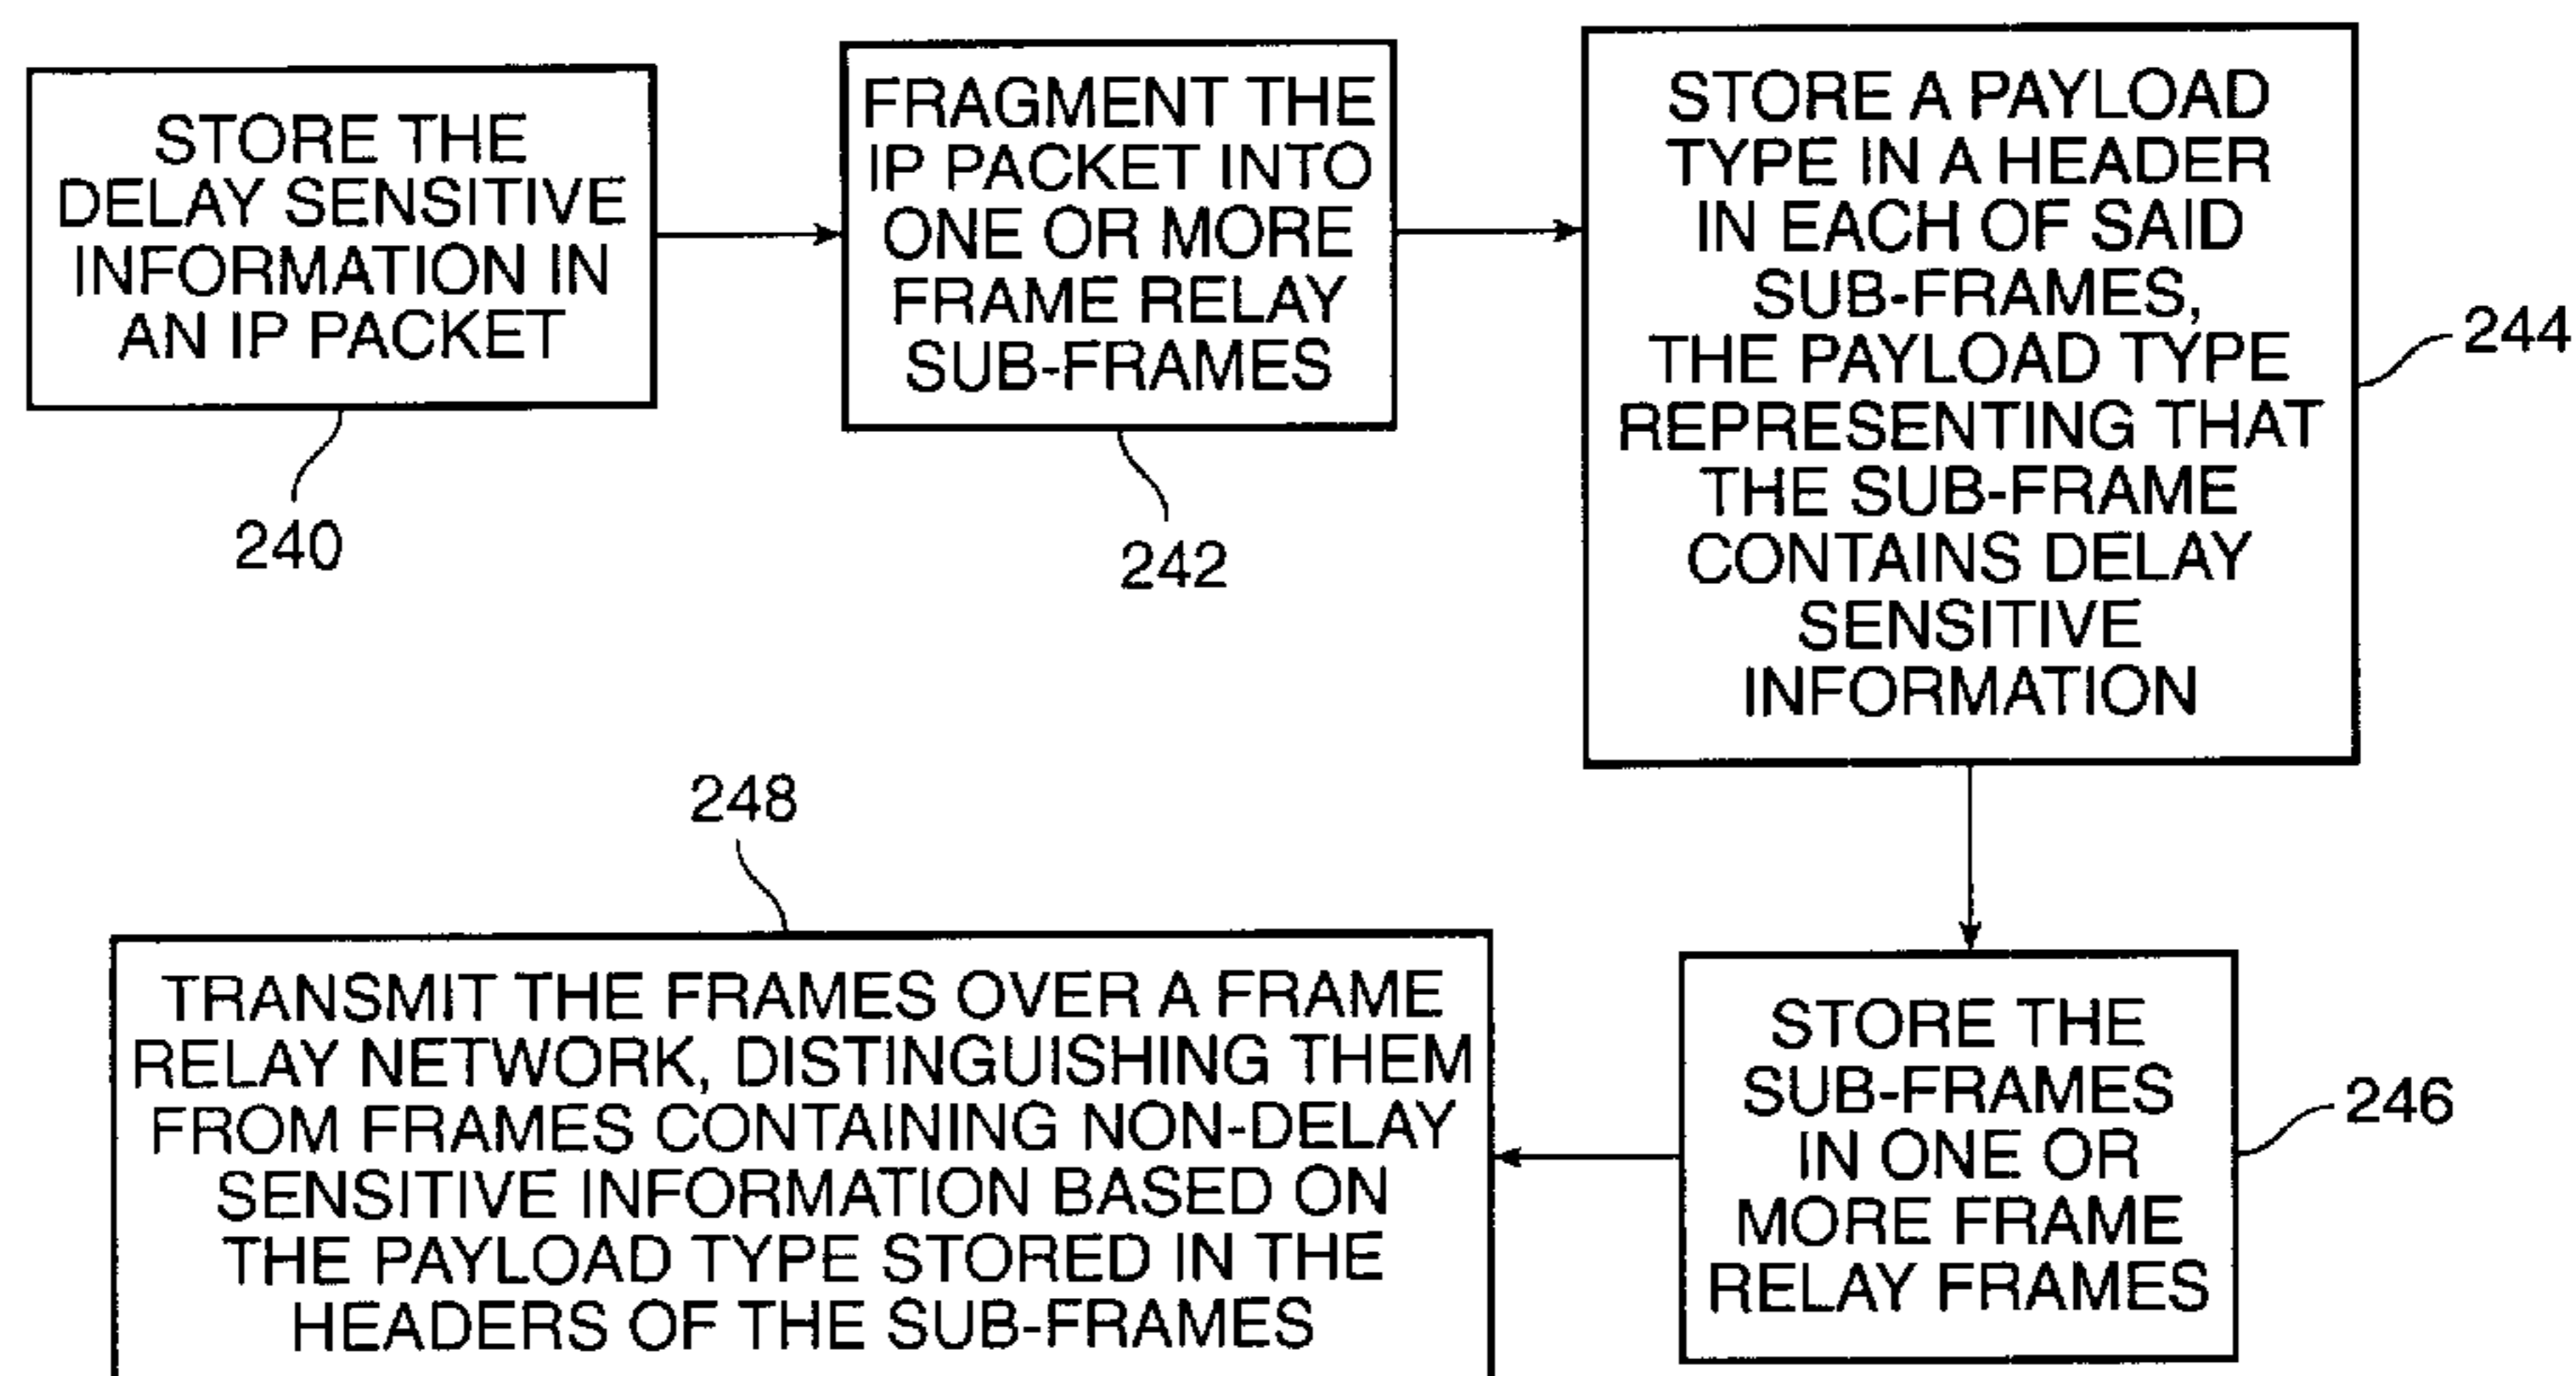 STORE THE
DELAY SENSITIVE
INFORMATION IN
AN IP PACKET
240
FRAGMENT THE
IP PACKET INTO
ONE OR MORE
FRAME RELAY
SUB-FRAMES
242
STORE A PAYLOAD
TYPE IN A HEADER
IN EACH OF SAID
SUB-FRAMES,
THE PAYLOAD TYPE
REPRESENTING THAT
THE SUB-FRAME
CONTAINS DELAY
SENSITIVE
INFORMATION
244
STORE THE
SUB-FRAMES
IN ONE OR
MORE FRAME
RELAY FRAMES
246
248
TRANSMIT THE FRAMES OVER A FRAME
RELAY NETWORK, DISTINGUISHING THEM
FROM FRAMES CONTAINING NON-DELAY
SENSITIVE INFORMATION BASED ON
THE PAYLOAD TYPE STORED IN THE
HEADERS OF THE SUB-FRAMES